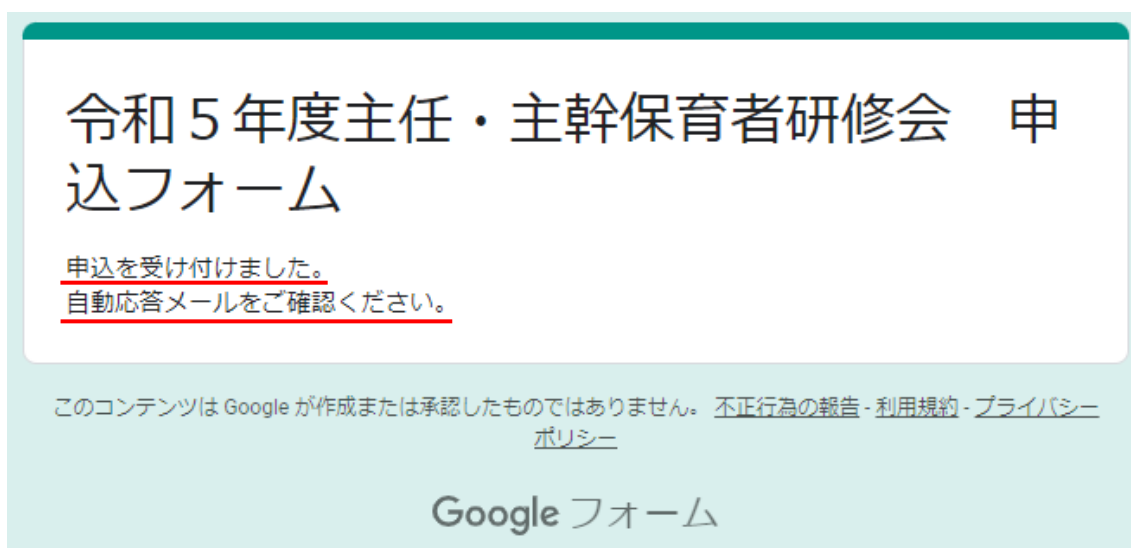 令和５年度主任・主幹保育者研修会　申
込フォーム
申込を受け付けました。
自動応答メールをご確認ください。
このコンテンツは Google が作成または承認したものではありません。 不正行為の報告 - 利用規約 - プライバシー
ポリシー
Google フォーム